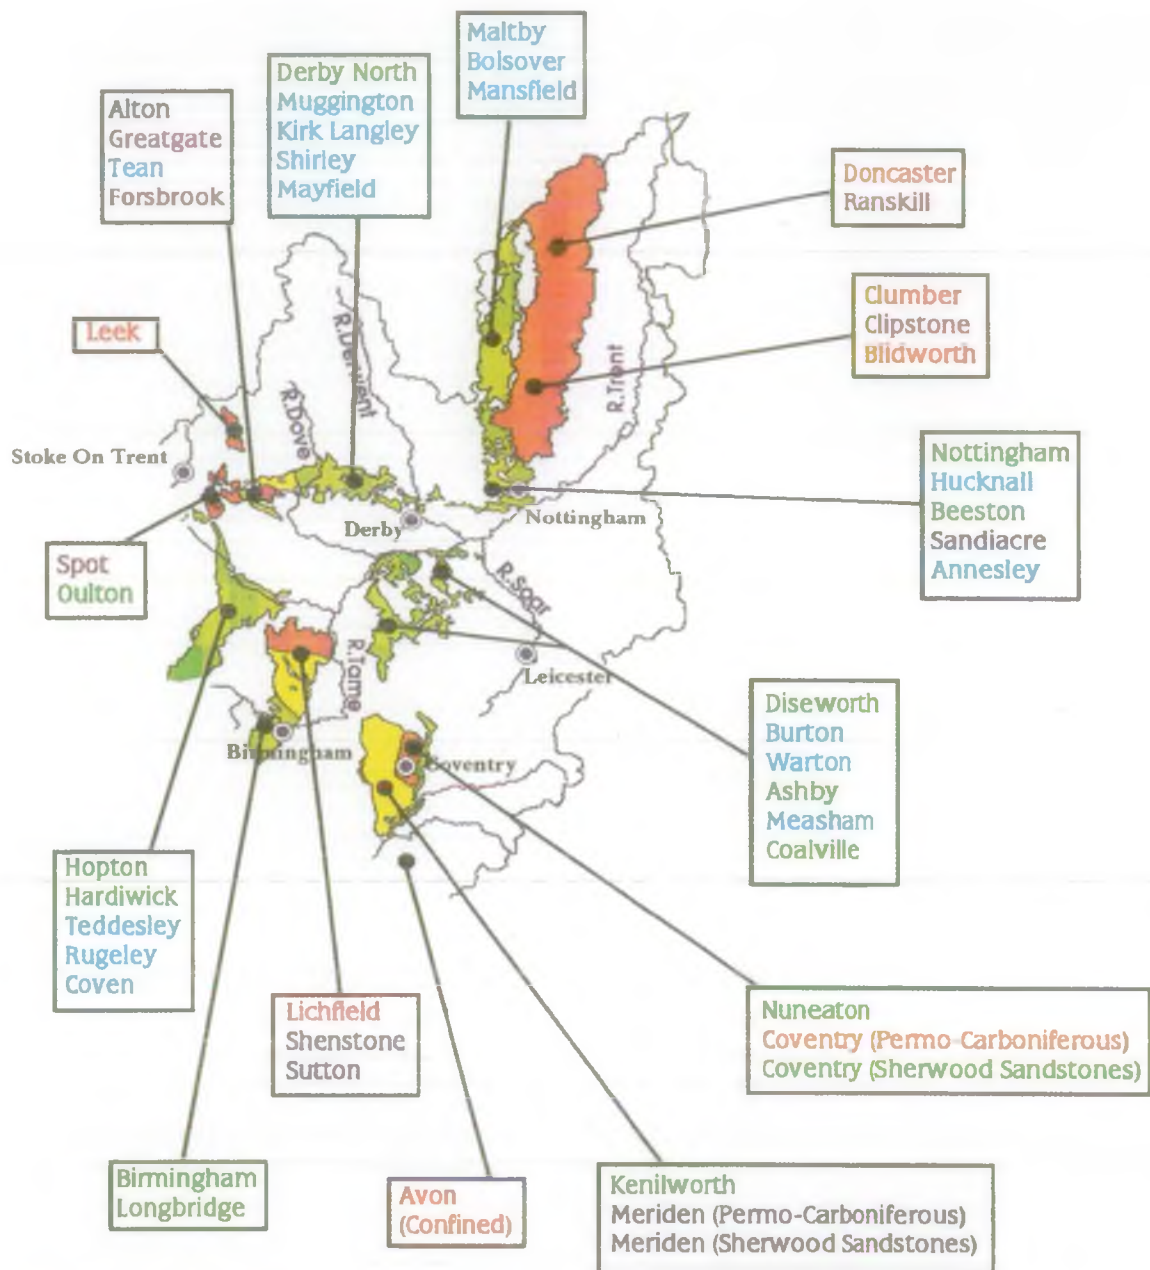 Maltby
Bolsover
Mansfield
Derby North
Muggington
Kirk Langley
Shirley
Mayfield
Alton
Greatgate
Tean
Forsbrook
Doncaster
Ranskill
Clumber
Clipstone
Blidworth
Leek
R.Derwent
R.Dove
R.Trent
Stoke On Trent
Nottingham
Hucknall
Beeston
Sandiacre
Annesley
Derby
Nottingham
Spot
Oulton
R.Soar
R.Tame
Leicester
Birmingham
Coventry
Diseworth
Burton
Warton
Ashby
Measham
Coalville
Hopton
Hardiwick
Teddesley
Rugeley
Coven
Lichfield
Shenstone
Sutton
Nuneaton
Coventry (Permo-Carboniferous)
Coventry (Sherwood Sandstones)
Birmingham
Longbridge
Avon
(Confined)
Kenilworth
Meriden (Permo-Carboniferous)
Meriden (Sherwood Sandstones)